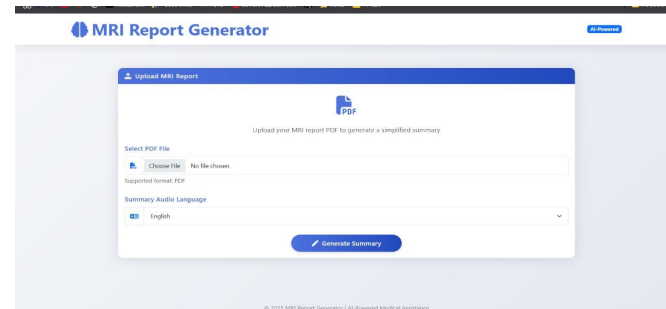 MRI Report Generator
AI-Powered
Upload MRI Report
PDF
Upload your MRI report PDF to generate a simplified summary
Select PDF File
Choose File No file chosen
Supported format: PDF
Summary Audio Language
English
Generate Summary
© 2025 MRI Report Generator | AI-Powered Medical Assistance